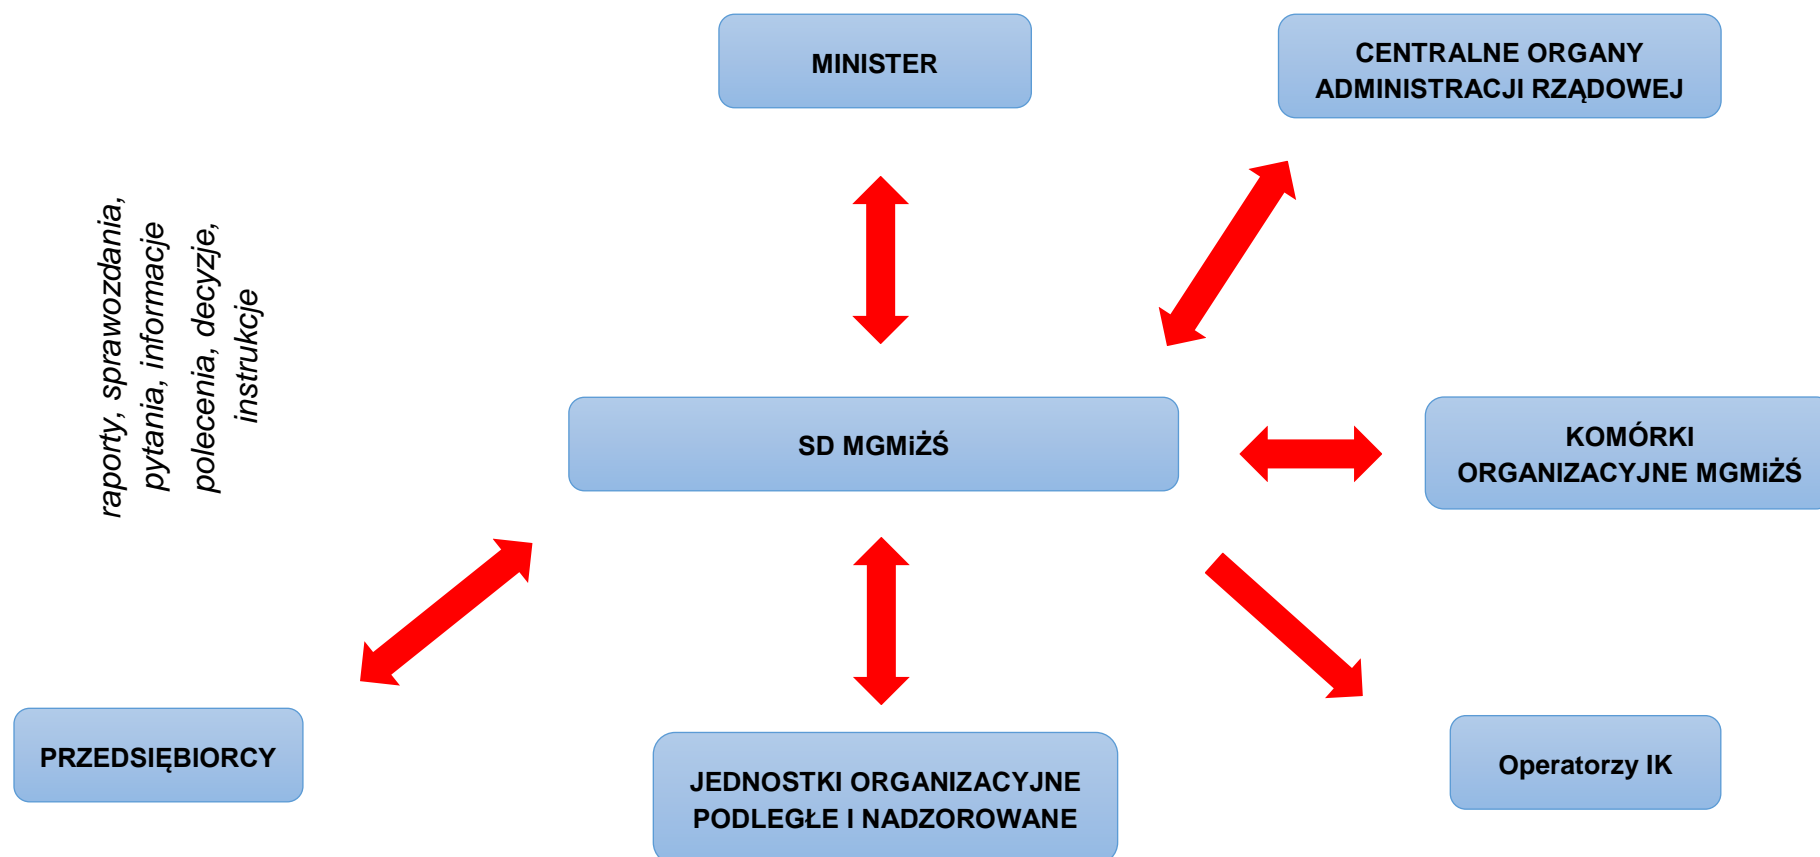 MINISTER
CENTRALNE ORGANY
ADMINISTRACJI RZĄDOWEJ
raporty, sprawozdania,
pytania, informacje
polecenia, decyzje,
instrukcje
SD MGMiŻŚ
KOMÓRKI
ORGANIZACYJNE MGMiŻŚ
PRZEDSIĘBIORCY
JEDNOSTKI ORGANIZACYJNE
PODLEGŁE I NADZOROWANE
Operatorzy IK